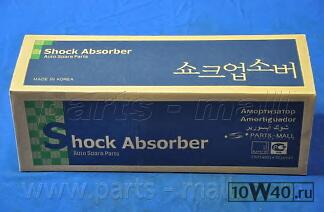 Shock Absorber
Auto Spare Parts
MADE IN KOREA
쇼크업소버
Shock Absorber
Auto Spare Parts
Амортизатор
Amortiguador
PARTS-MALL
www.parts-mall
10W40.ru